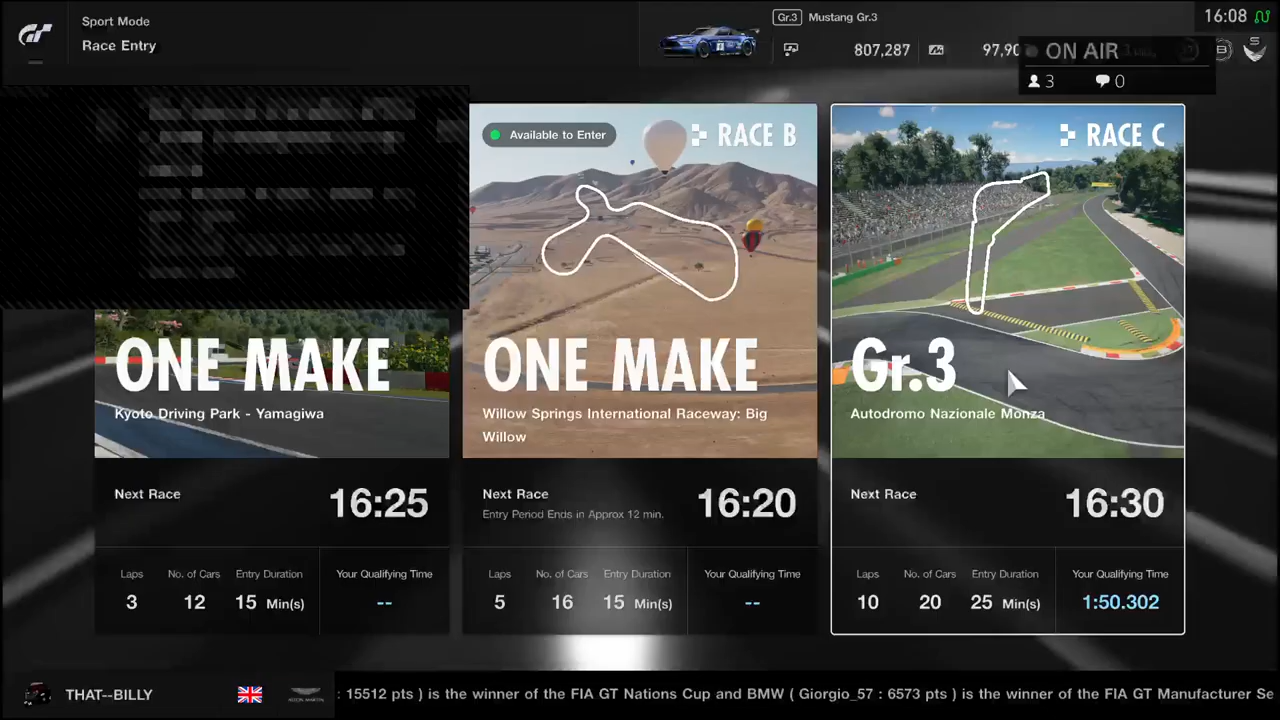 Sport Mode
Race Entry
Gr.3 Mustang Gr.3
807,287
97,90
16:08
ON AIR
3 0
B S
Available to Enter
RACE B
RACE C
ONE MAKE
Kyoto Driving Park - Yamagiwa
ONE MAKE
Willow Springs International Raceway: Big
Willow
Gr.3
Autodromo Nazionale Monza
Next Race
16:25
Next Race
Entry Period Ends in Approx 12 min.
16:20
Next Race
16:30
Laps No. of Cars Entry Duration Your Qualifying Time
3 12 15 Min(s) --
Laps No. of Cars Entry Duration Your Qualifying Time
5 16 15 Min(s) --
Laps No. of Cars Entry Duration Your Qualifying Time
10 20 25 Min(s) 1:50.302
THAT--BILLY
: 15512 pts ) is the winner of the FIA GT Nations Cup and BMW ( Giorgio_57 : 6573 pts ) is the winner of the FIA GT Manufacturer Se